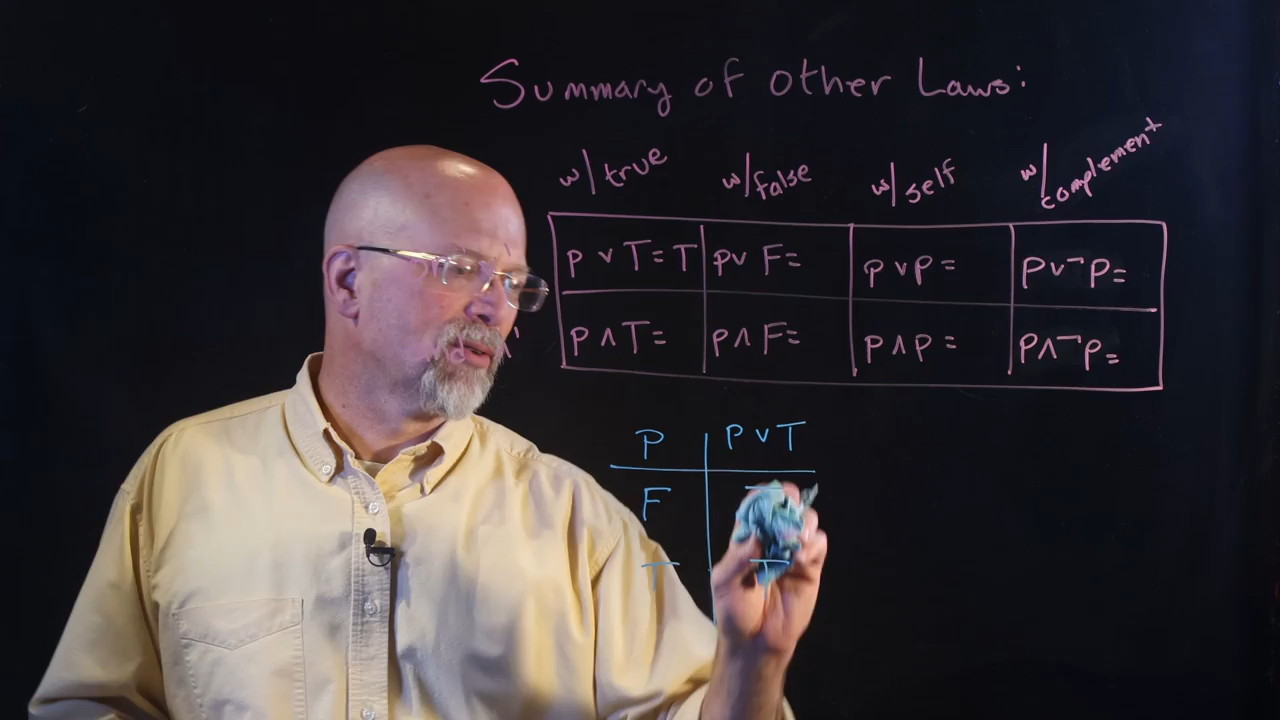 Summary of Other Laws:
w/true w/false w/self w/complement
p ∨ T = T p ∨ F = p ∨ p = p ∨ ¬p =
p ∧ T = p ∧ F = p ∧ p = p ∧ ¬p =
P P ∨ T
F
T T